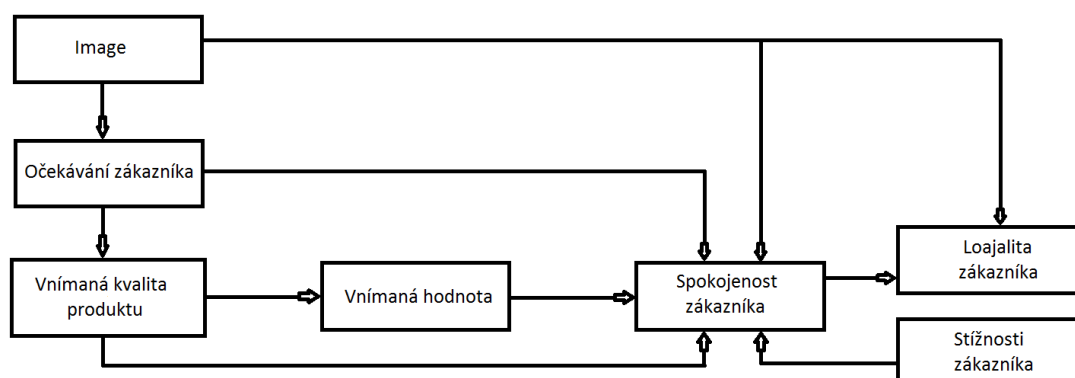 Image
Očekávání zákazníka
Vnímaná kvalita
produktu
Vnímaná hodnota
Spokojenost
zákazníka
Loajalita
zákazníka
Stížnosti
zákazníka